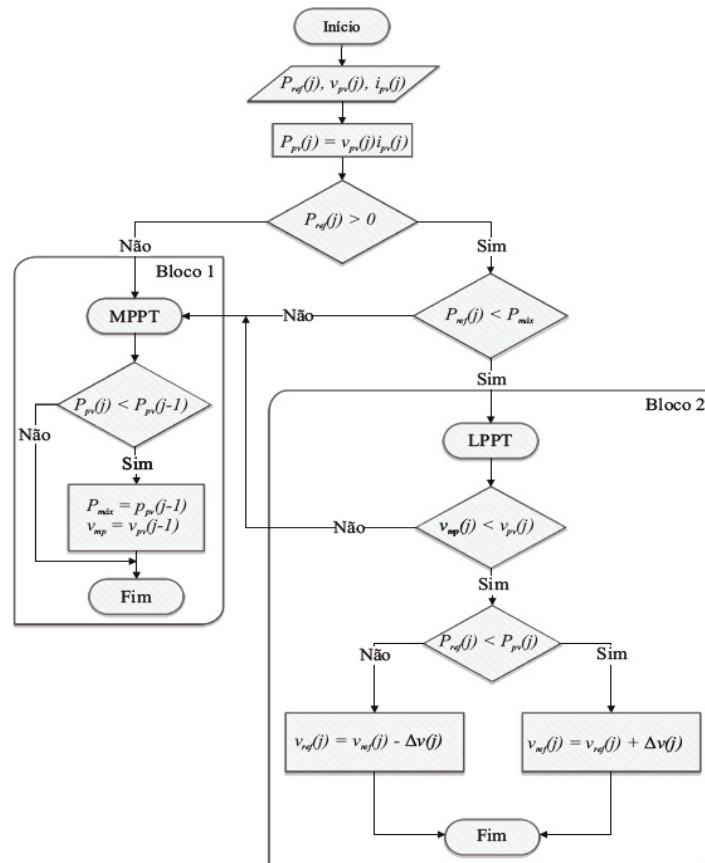 Início
P_ref(j), v_pv(j), i_pv(j)
P_pv(j) = v_pv(j)i_pv(j)
P_ref(j) > 0
Não
Sim
Bloco 1
MPPT
Não
P_ref(j) < P_máx
Sim
P_pv(j) < P_pv(j-1)
Não
Sim
P_máx = p_pv(j-1)
v_mp = v_pv(j-1)
Fim
Bloco 2
LPPT
v_mp(j) < v_pv(j)
Não
Sim
P_ref(j) < P_pv(j)
Não
Sim
v_ref(j) = v_ref(j) - Δv(j)
v_ref(j) = v_ref(j) + Δv(j)
Fim